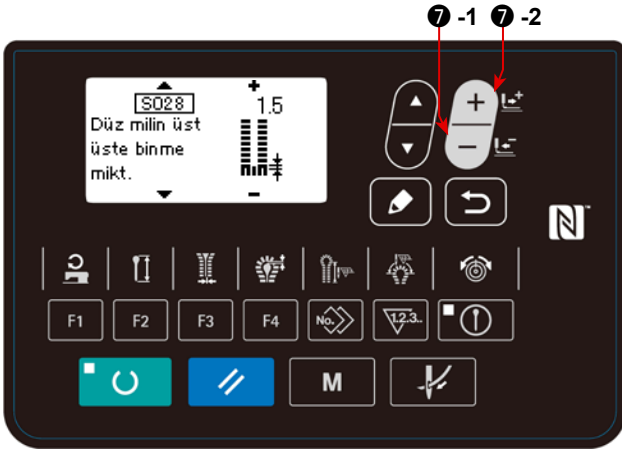 ❼ -1 ❼ -2
S028
+
1.5
Düz milin üst
üste binme
mikt.
−
+
−
F1 F2 F3 F4 No. 1.2.3..
M
N